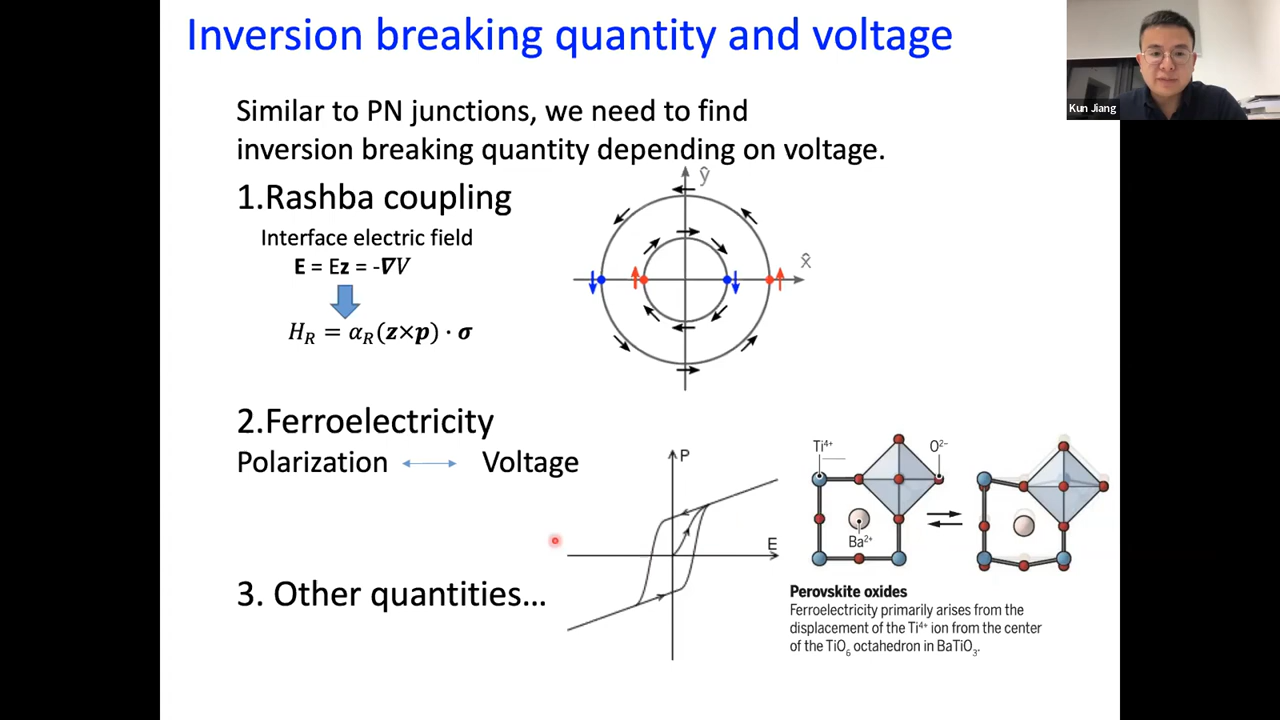 Inversion breaking quantity and voltage
Kun Jiang
Similar to PN junctions, we need to find
inversion breaking quantity depending on voltage.
1.Rashba coupling
Interface electric field
E = Ez = -∇V
H_R = α_R(z×p) · σ
ŷ
x̂
2.Ferroelectricity
Polarization Voltage
P
E
Ti⁴⁺
O²⁻
Ba²⁺
3. Other quantities...
Perovskite oxides
Ferroelectricity primarily arises from the
displacement of the Ti⁴⁺ ion from the center
of the TiO₆ octahedron in BaTiO₃.